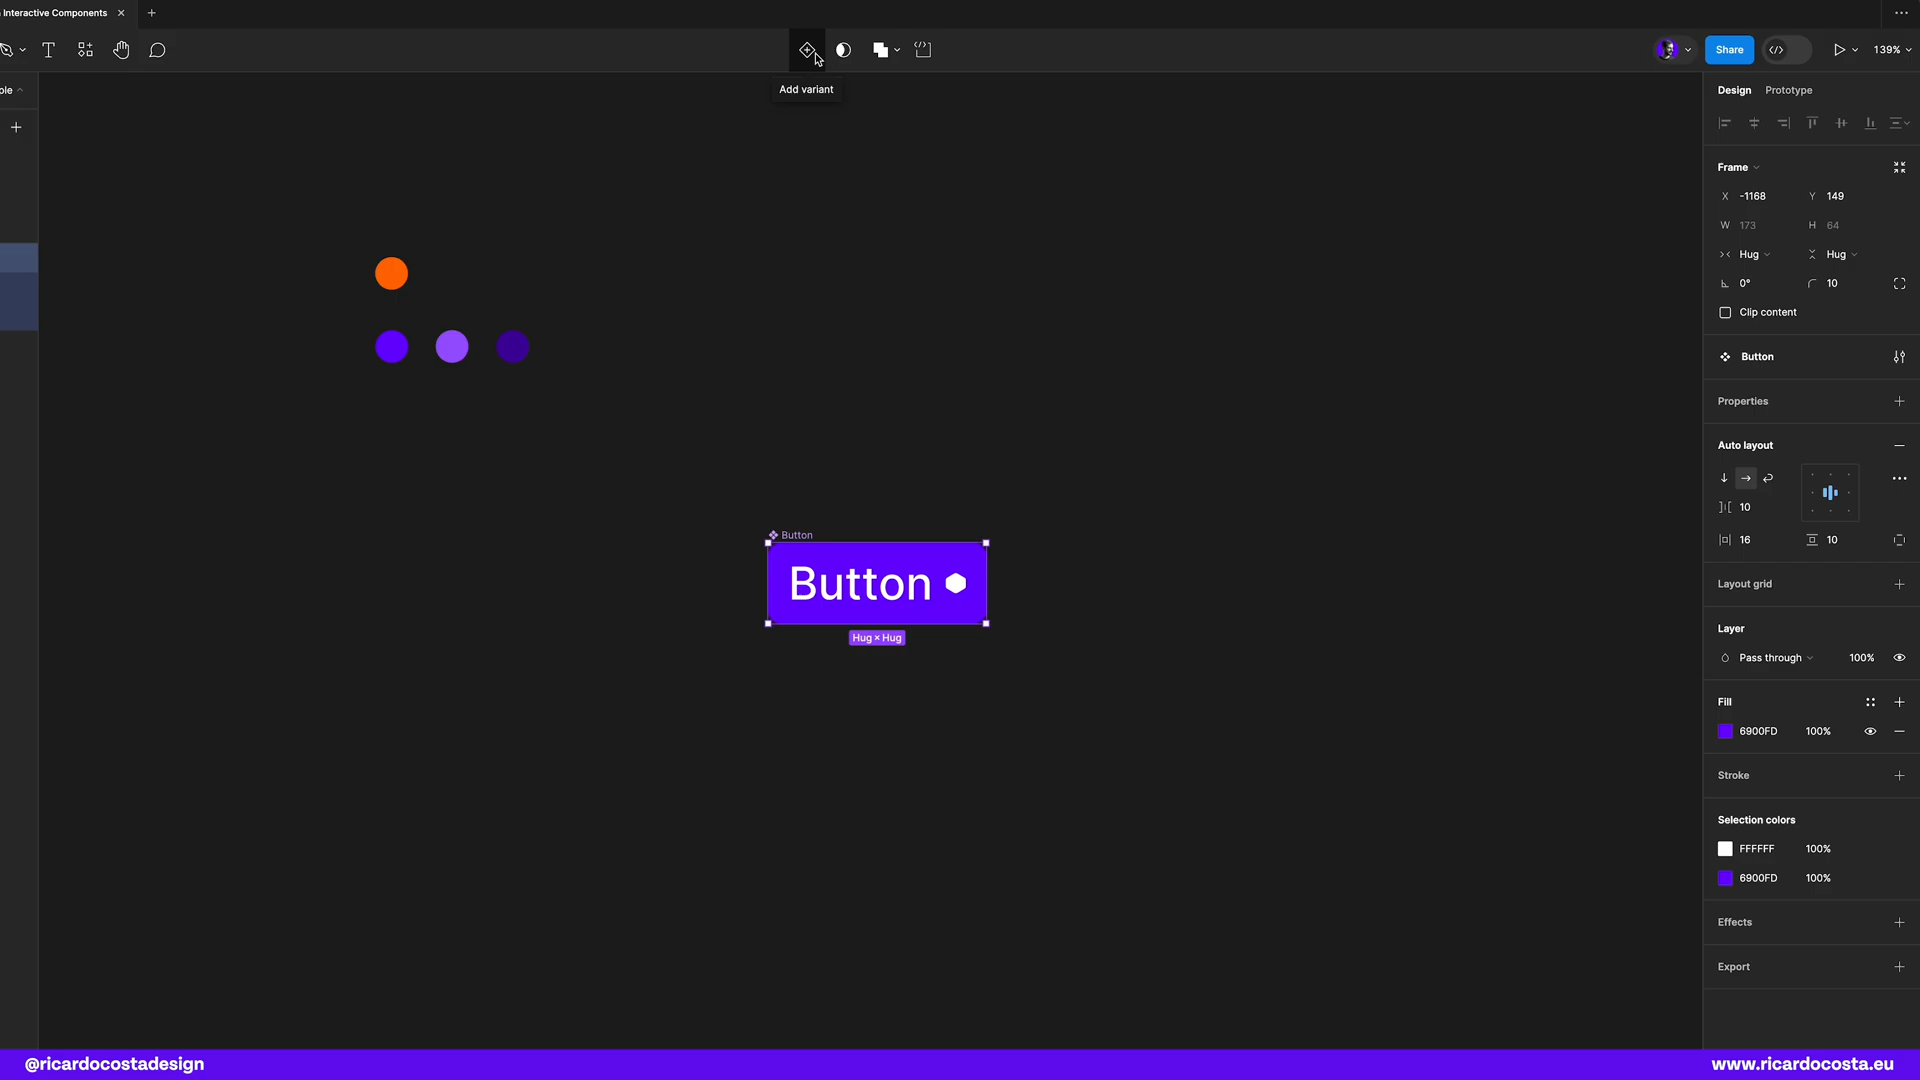 Interactive Components
Share
139%
Add variant
ple
Design Prototype
Frame
X -1168 Y 149
W 173 H 64
Hug Hug
0° 10
Clip content
Button
Properties
Auto layout
10
16 10
Layout grid
Layer
Pass through 100%
Fill
6900FD 100%
Stroke
Selection colors
FFFFFF 100%
6900FD 100%
Effects
Export
Button
Button
Hug × Hug
@ricardocostadesign
www.ricardocosta.eu